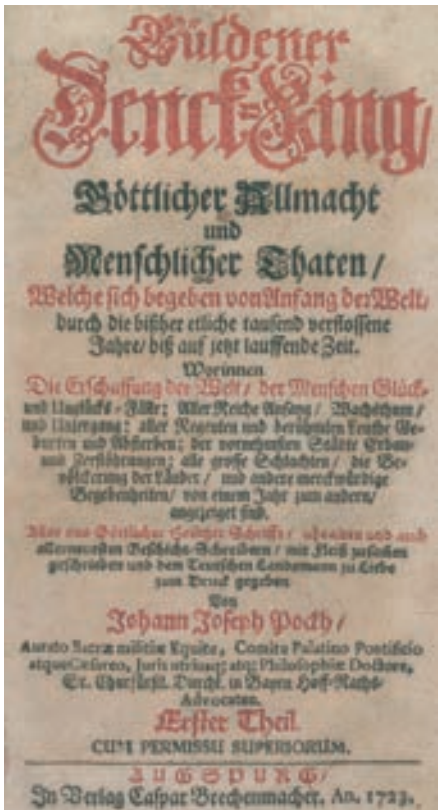 Güldener
Denck-Ring/
Göttlicher Allmacht
und
Menschlicher Thaten/
Welche sich begeben von Anfang der Welt/
durch die bißher etliche tausend verflossene
Jahre/ biß auf jetzt lauffende Zeit.
Worinnen
Die Erschaffung der Welt/ der Menschen Glück-
und Unglücks-Fälle; Aller Reiche Anfang/ Wachsthum/
und Untergang; aller Regenten und berühmten Leuthe Ge-
burten und Absterben; der vornehmsten Städte Erbau-
und Zerstöhrungen; alle grosse Schlachten/ die Be-
völckerung der Länder/ und andere merckwürdige
Begebenheiten/ von einem Jahr zum andern/
angezeiget sind.
Alles aus Göttlicher Heiliger Schrifft/ und
allerneuesten Geschicht-Schreibern/ mit Fleiß zusamen
geschrieben und dem Teutschen Landsmann zu Liebe
zum Druck gegeben
Von
Johann Joseph Pockh/
Aurato Sacræ militiæ Equite, Comite Palatino Pontificio
atque Cæsareo, Juris utriusq; atq; Philosophiæ Doctore,
Sr. Churfürstl. Durchl. in Bayern Hoff-Raths-
Advocaten.
Erster Theil.
CUM PERMISSU SUPERIORUM.
AUGSPURG/
In Verlag Caspar Brechenmacher, An. 1723.